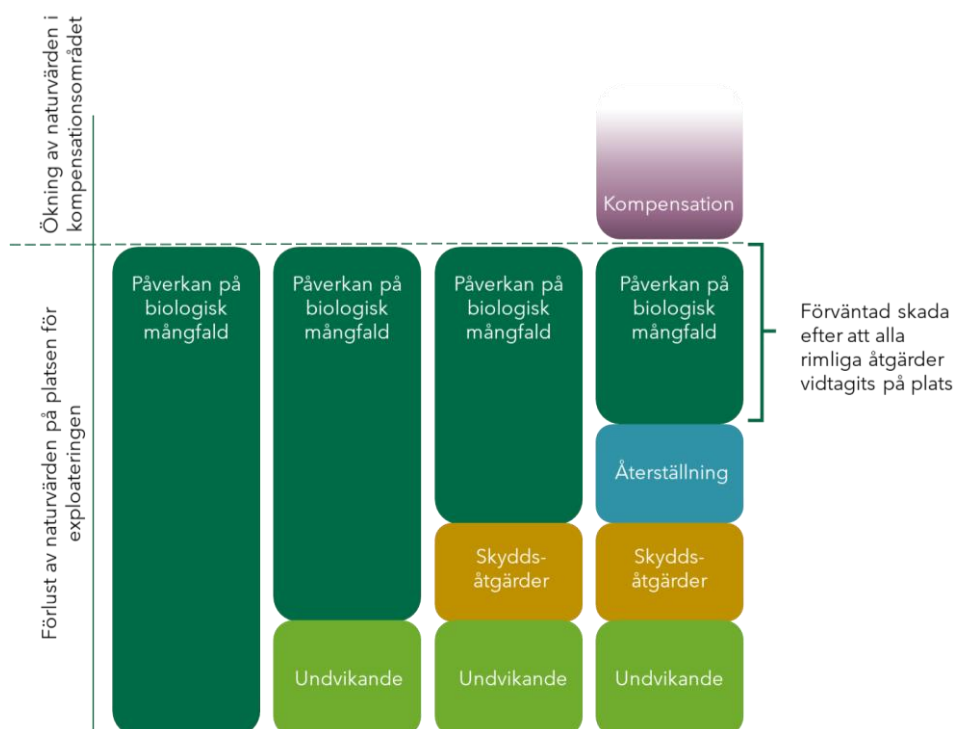 Ökning av naturvärden i
kompensationsområdet
Kompensation
Förlust av naturvärden på platsen för
exploateringen
Påverkan på
biologisk
mångfald
Påverkan på
biologisk
mångfald
Undvikande
Påverkan på
biologisk
mångfald
Skydds-
åtgärder
Undvikande
Påverkan på
biologisk
mångfald
Återställning
Skydds-
åtgärder
Undvikande
Förväntad skada
efter att alla
rimliga åtgärder
vidtagits på plats